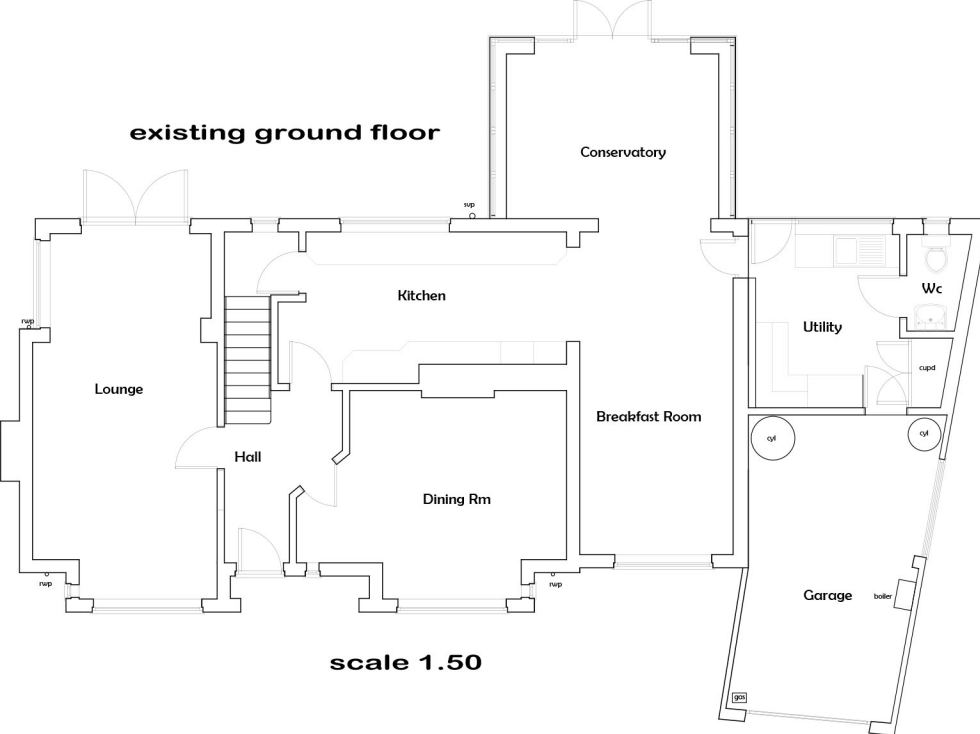 existing ground floor
Conservatory
svp
Kitchen
Wc
rwp
Utility
cupd
Lounge
Breakfast Room
cyl
cyl
Hall
Dining Rm
rwp
rwp
Garage
boiler
scale 1.50
gas